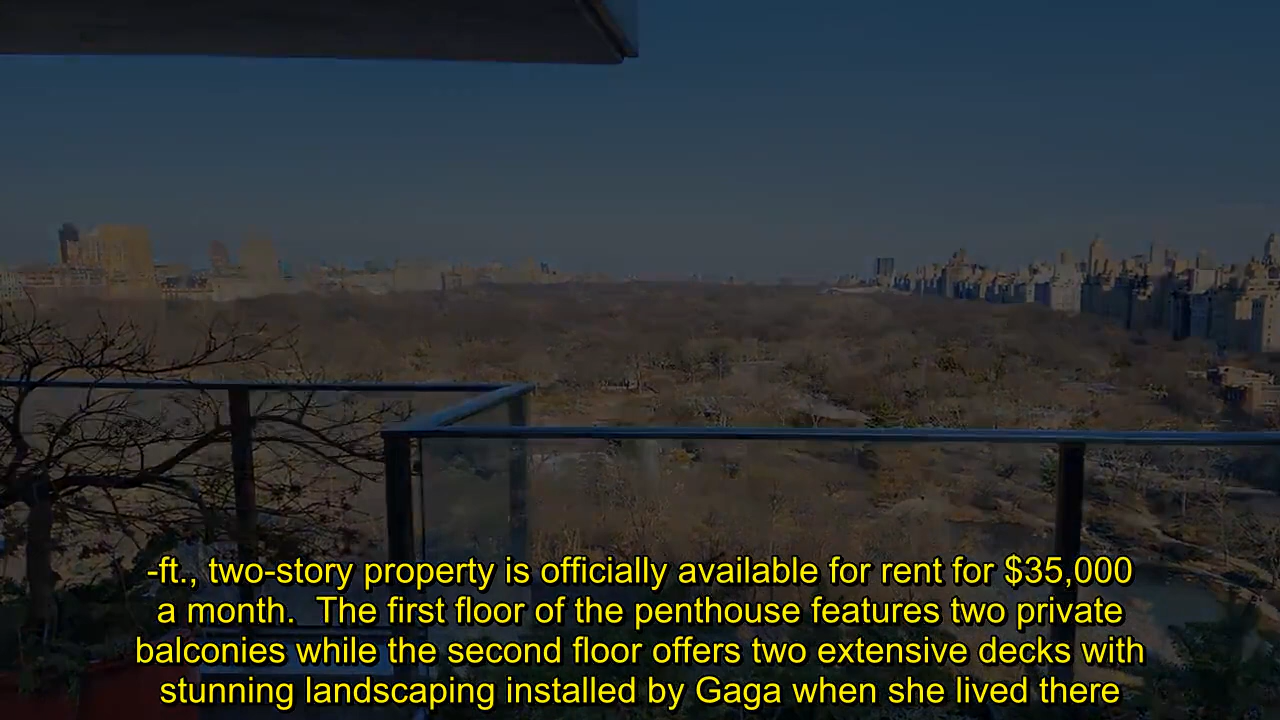 -ft., two-story property is officially available for rent for $35,000
a month.  The first floor of the penthouse features two private
balconies while the second floor offers two extensive decks with
stunning landscaping installed by Gaga when she lived there